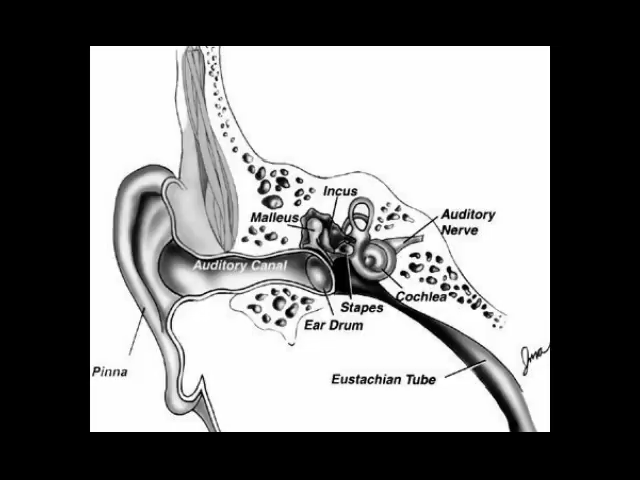 Incus
Malleus
Auditory
Nerve
Auditory Canal
Cochlea
Stapes
Ear Drum
Pinna
Eustachian Tube